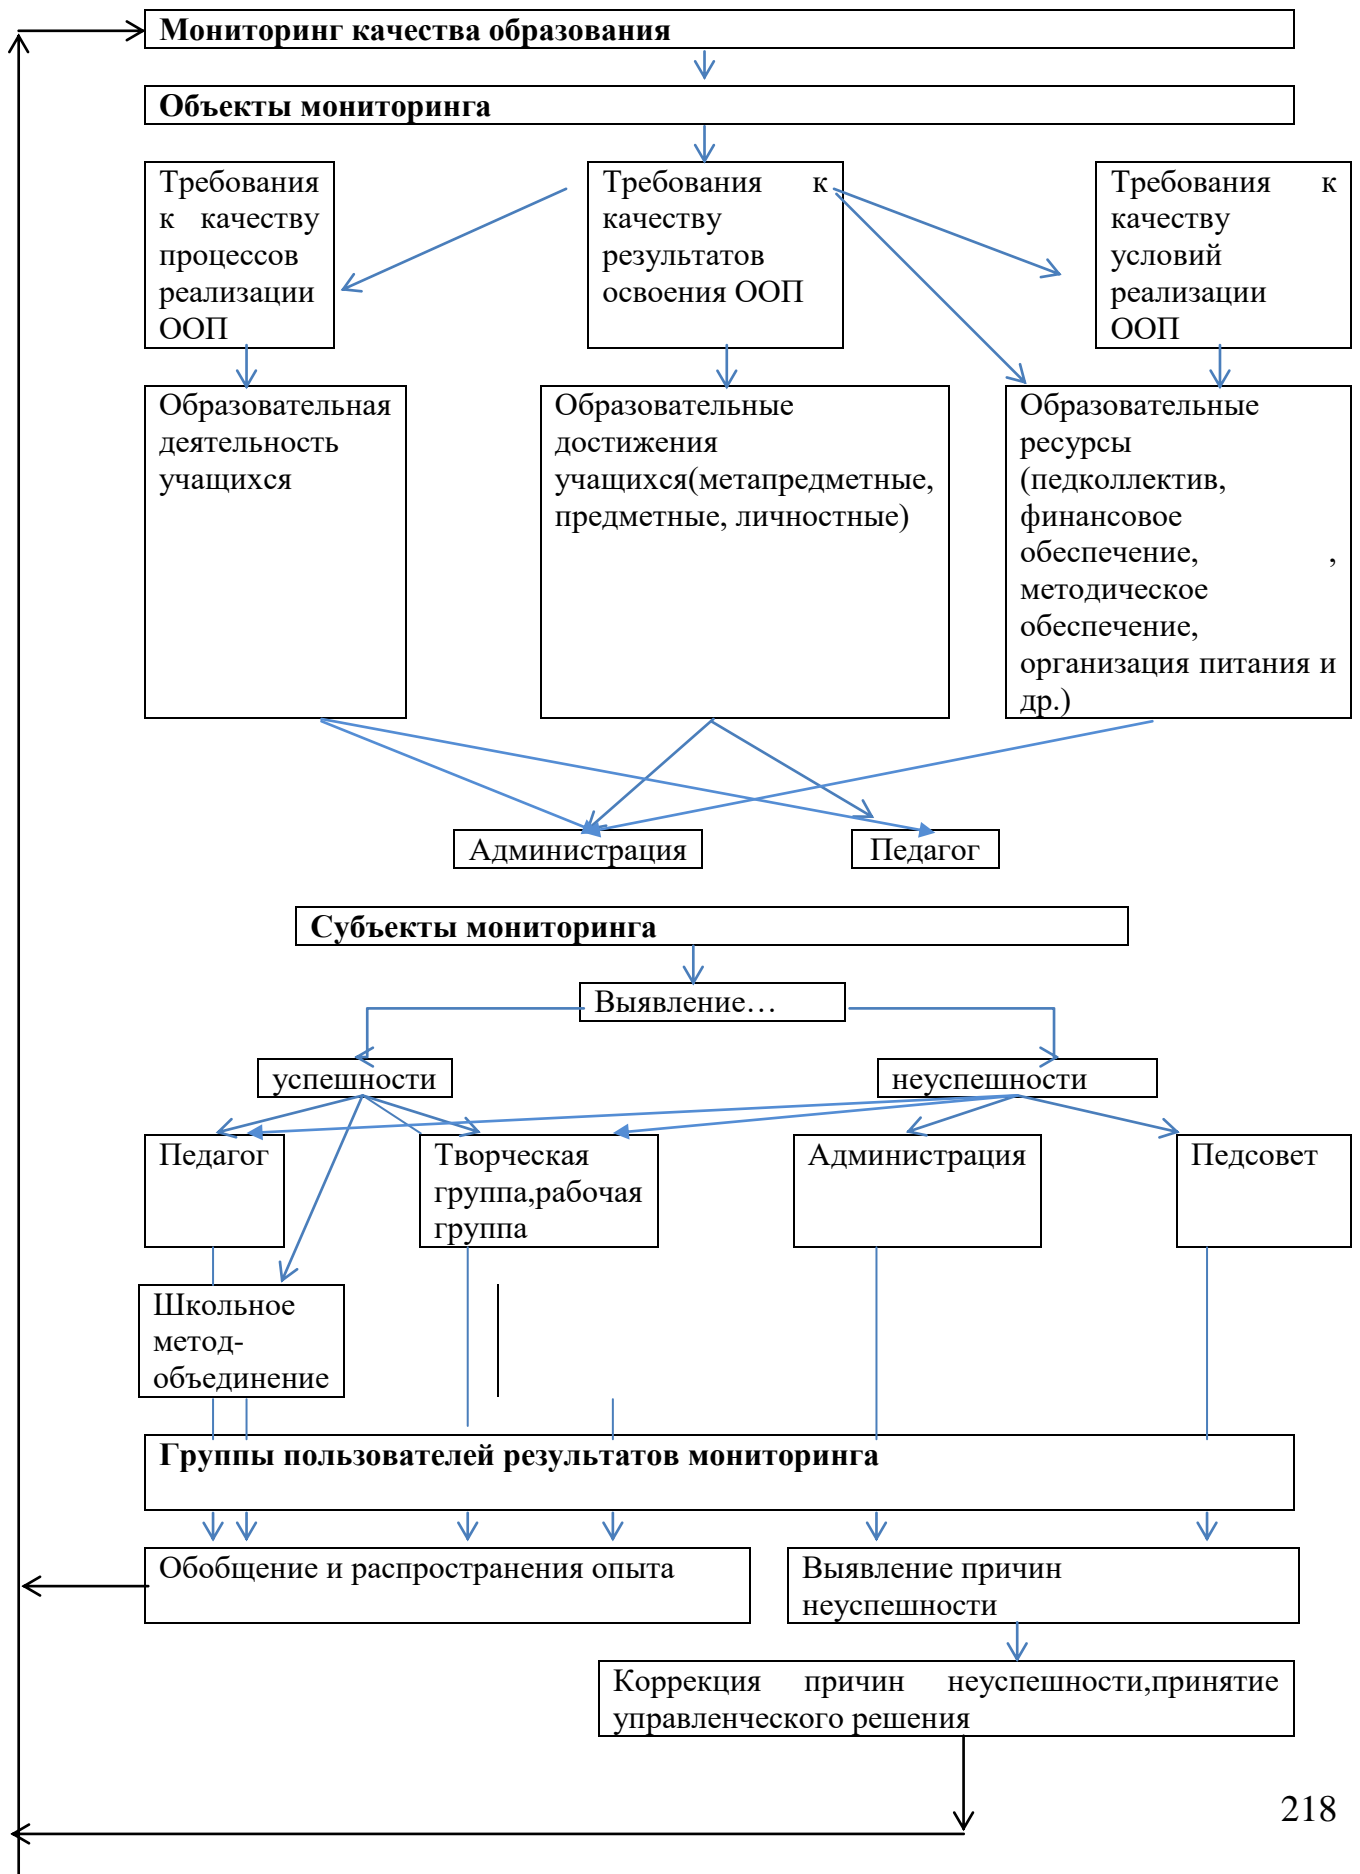 Мониторинг качества образования
Объекты мониторинга
Требования
к качеству
процессов
реализации
ООП
Требования к
качеству
результатов
освоения ООП
Требования к
качеству
условий
реализации
ООП
Образовательная
деятельность
учащихся
Образовательные
достижения
учащихся(метапредметные,
предметные, личностные)
Образовательные
ресурсы
(педколлектив,
финансовое
обеспечение, ,
методическое
обеспечение,
организация питания и
др.)
Администрация
Педагог
Субъекты мониторинга
Выявление…
успешности
неуспешности
Педагог
Творческая
группа,рабочая
группа
Администрация
Педсовет
Школьное
метод-
объединение
Группы пользователей результатов мониторинга
Обобщение и распространения опыта
Выявление причин
неуспешности
Коррекция причин неуспешности,принятие
управленческого решения
218